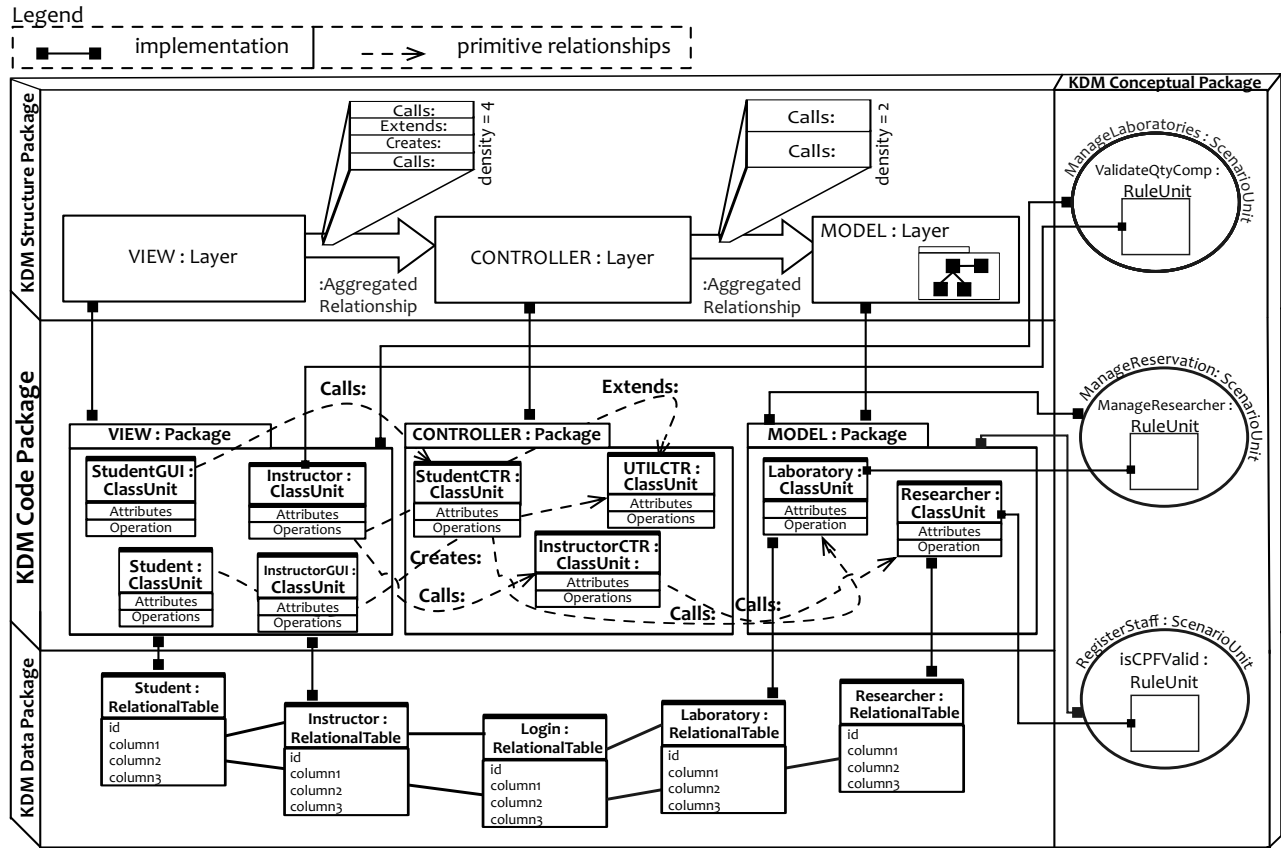 Legend
implementation
primitive relationships
KDM Structure Package
Calls:
Extends:
Creates:
Calls:
density = 4
Calls:
Calls:
density = 2
VIEW : Layer
CONTROLLER : Layer
MODEL : Layer
:Aggregated
Relationship
:Aggregated
Relationship
KDM Conceptual Package
ManageLaboratories : ScenarioUnit
ValidateQtyComp :
RuleUnit
ManageReservation: ScenarioUnit
ManageResearcher :
RuleUnit
RegisterStaff : ScenarioUnit
isCPFValid :
RuleUnit
KDM Code Package
Calls:
Extends:
VIEW : Package
StudentGUI :
ClassUnit
Attributes
Operation
Instructor :
ClassUnit
Attributes
Operations
Student :
ClassUnit
Attributes
Operations
InstructorGUI :
ClassUnit
Attributes
Operations
CONTROLLER : Package
StudentCTR :
ClassUnit
Attributes
Operations
UTILCTR :
ClassUnit
Attributes
Operations
Creates:
InstructorCTR :
ClassUnit :
Attributes
Operations
Calls:
Calls:
Calls:
MODEL : Package
Laboratory :
ClassUnit
Attributes
Operation
Researcher :
ClassUnit
Attributes
Operation
KDM Data Package
Student :
RelationalTable
id
column1
column2
column3
Instructor :
RelationalTable
id
column1
column2
column3
Login :
RelationalTable
id
column1
column2
column3
Laboratory :
RelationalTable
id
column1
column2
column3
Researcher :
RelationalTable
id
column1
column2
column3